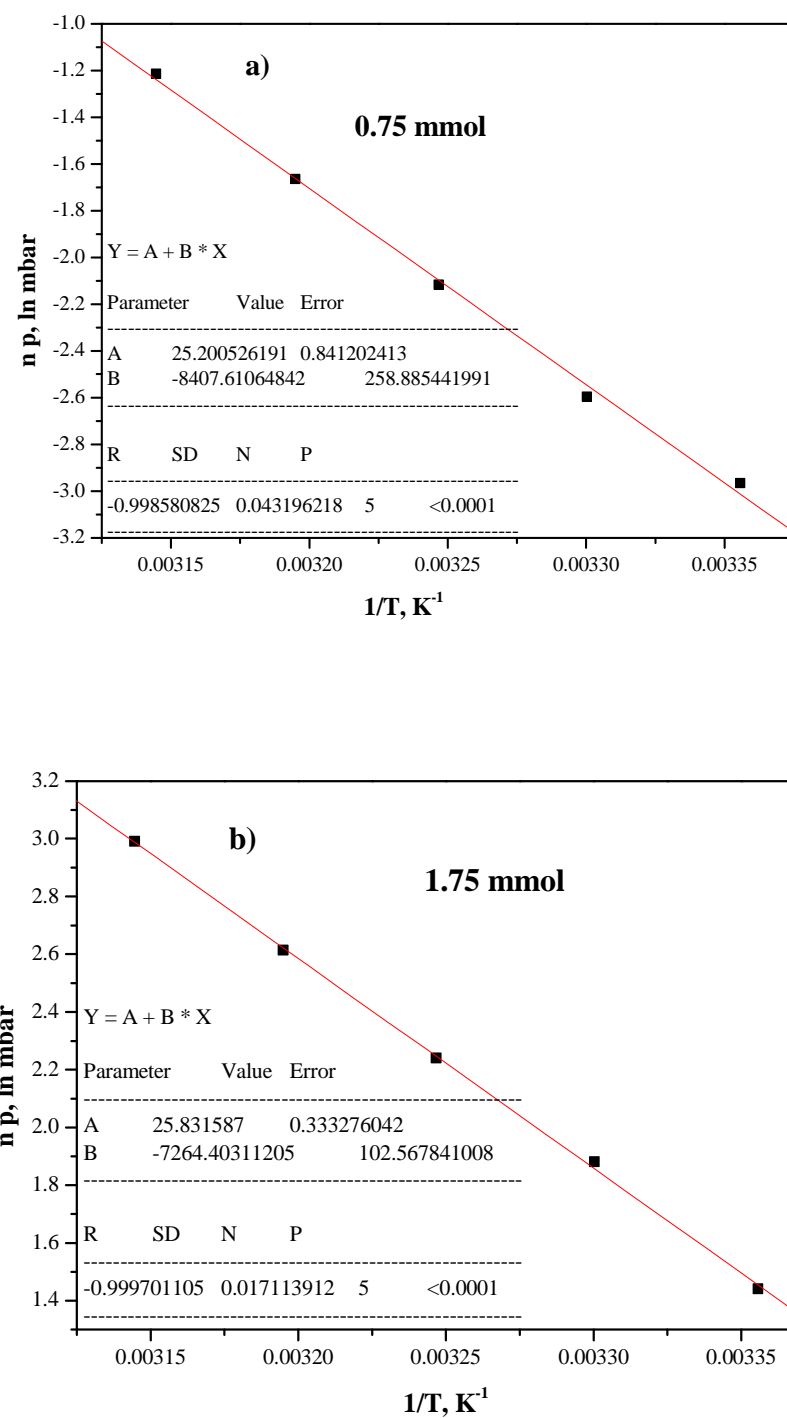 -1.0
a)
-1.2
-1.4
0.75 mmol
-1.6
-1.8
-2.0
-2.2
-2.4
-2.6
-2.8
-3.0
-3.2
n p, ln mbar
Y = A + B * X
Parameter Value Error
------------------------------------------------------------
A 25.200526191 0.841202413
B -8407.61064842 258.885441991
------------------------------------------------------------
R SD N P
------------------------------------------------------------
-0.998580825 0.043196218 5 <0.0001
------------------------------------------------------------
0.00315 0.00320 0.00325 0.00330 0.00335
1/T, K⁻¹
3.2
b)
3.0
1.75 mmol
2.8
2.6
2.4
2.2
2.0
1.8
1.6
1.4
n p, ln mbar
Y = A + B * X
Parameter Value Error
------------------------------------------------------------
A 25.831587 0.333276042
B -7264.40311205 102.567841008
------------------------------------------------------------
R SD N P
------------------------------------------------------------
-0.999701105 0.017113912 5 <0.0001
------------------------------------------------------------
0.00315 0.00320 0.00325 0.00330 0.00335
1/T, K⁻¹